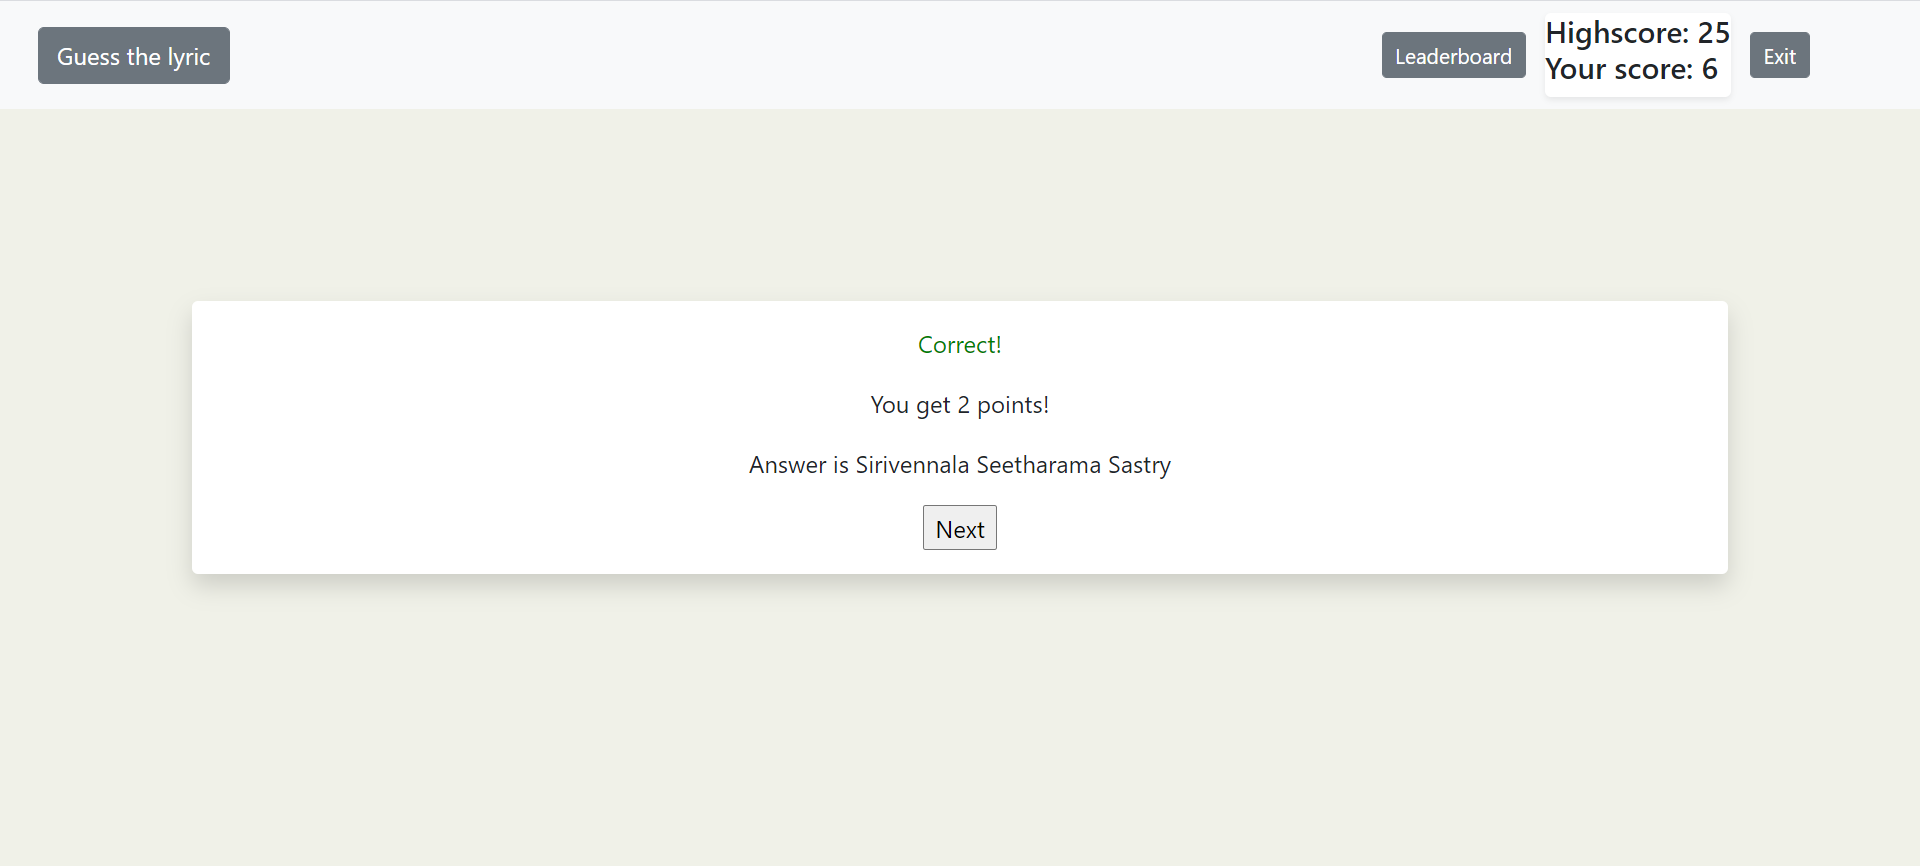 Guess the lyric
Leaderboard
Highscore: 25
Your score: 6
Exit
Correct!
You get 2 points!
Answer is Sirivennala Seetharama Sastry
Next